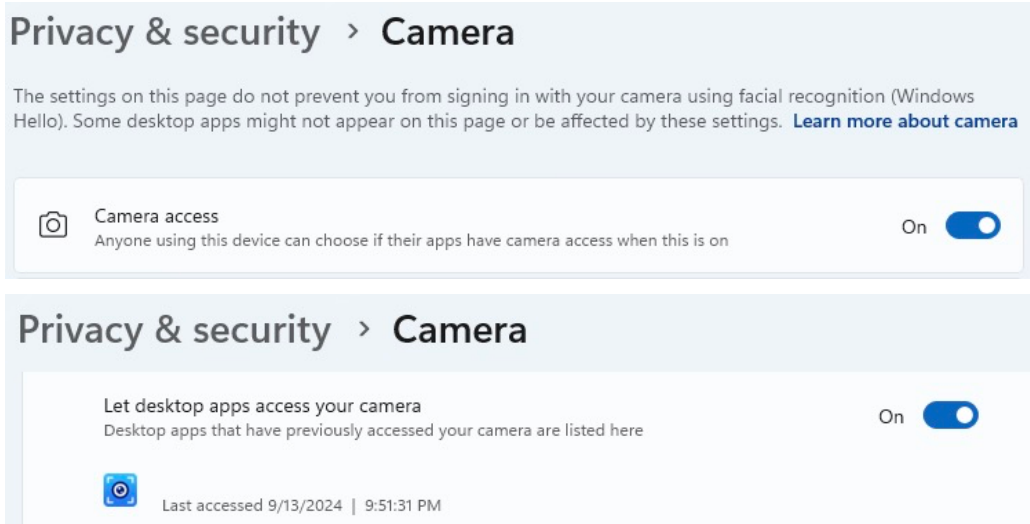 Privacy & security > Camera
The settings on this page do not prevent you from signing in with your camera using facial recognition (Windows
Hello). Some desktop apps might not appear on this page or be affected by these settings. Learn more about camera
Camera access
Anyone using this device can choose if their apps have camera access when this is on
On
Privacy & security > Camera
Let desktop apps access your camera
Desktop apps that have previously accessed your camera are listed here
On
Last accessed 9/13/2024 | 9:51:31 PM